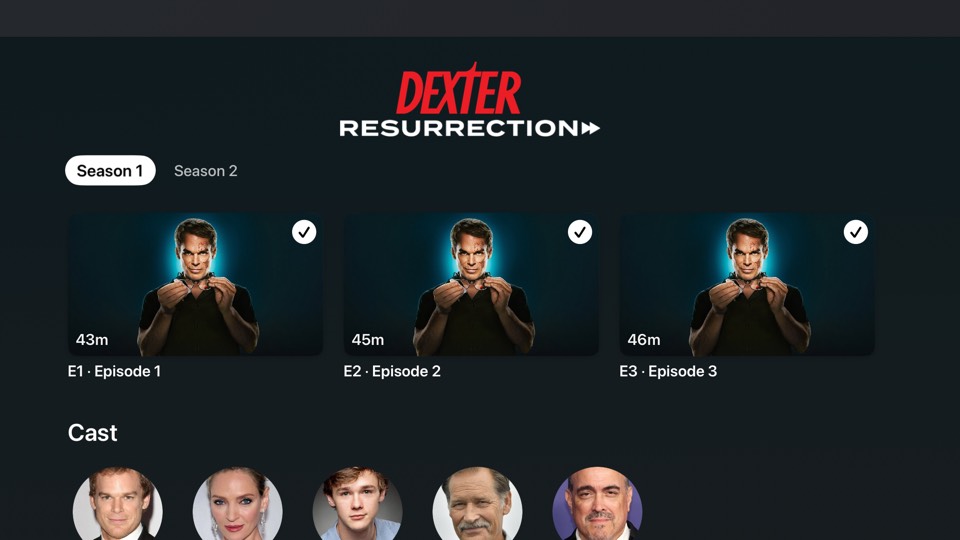 DEXTER
RESURRECTION
Season 1 Season 2
43m 45m 46m
E1 · Episode 1 E2 · Episode 2 E3 · Episode 3
Cast